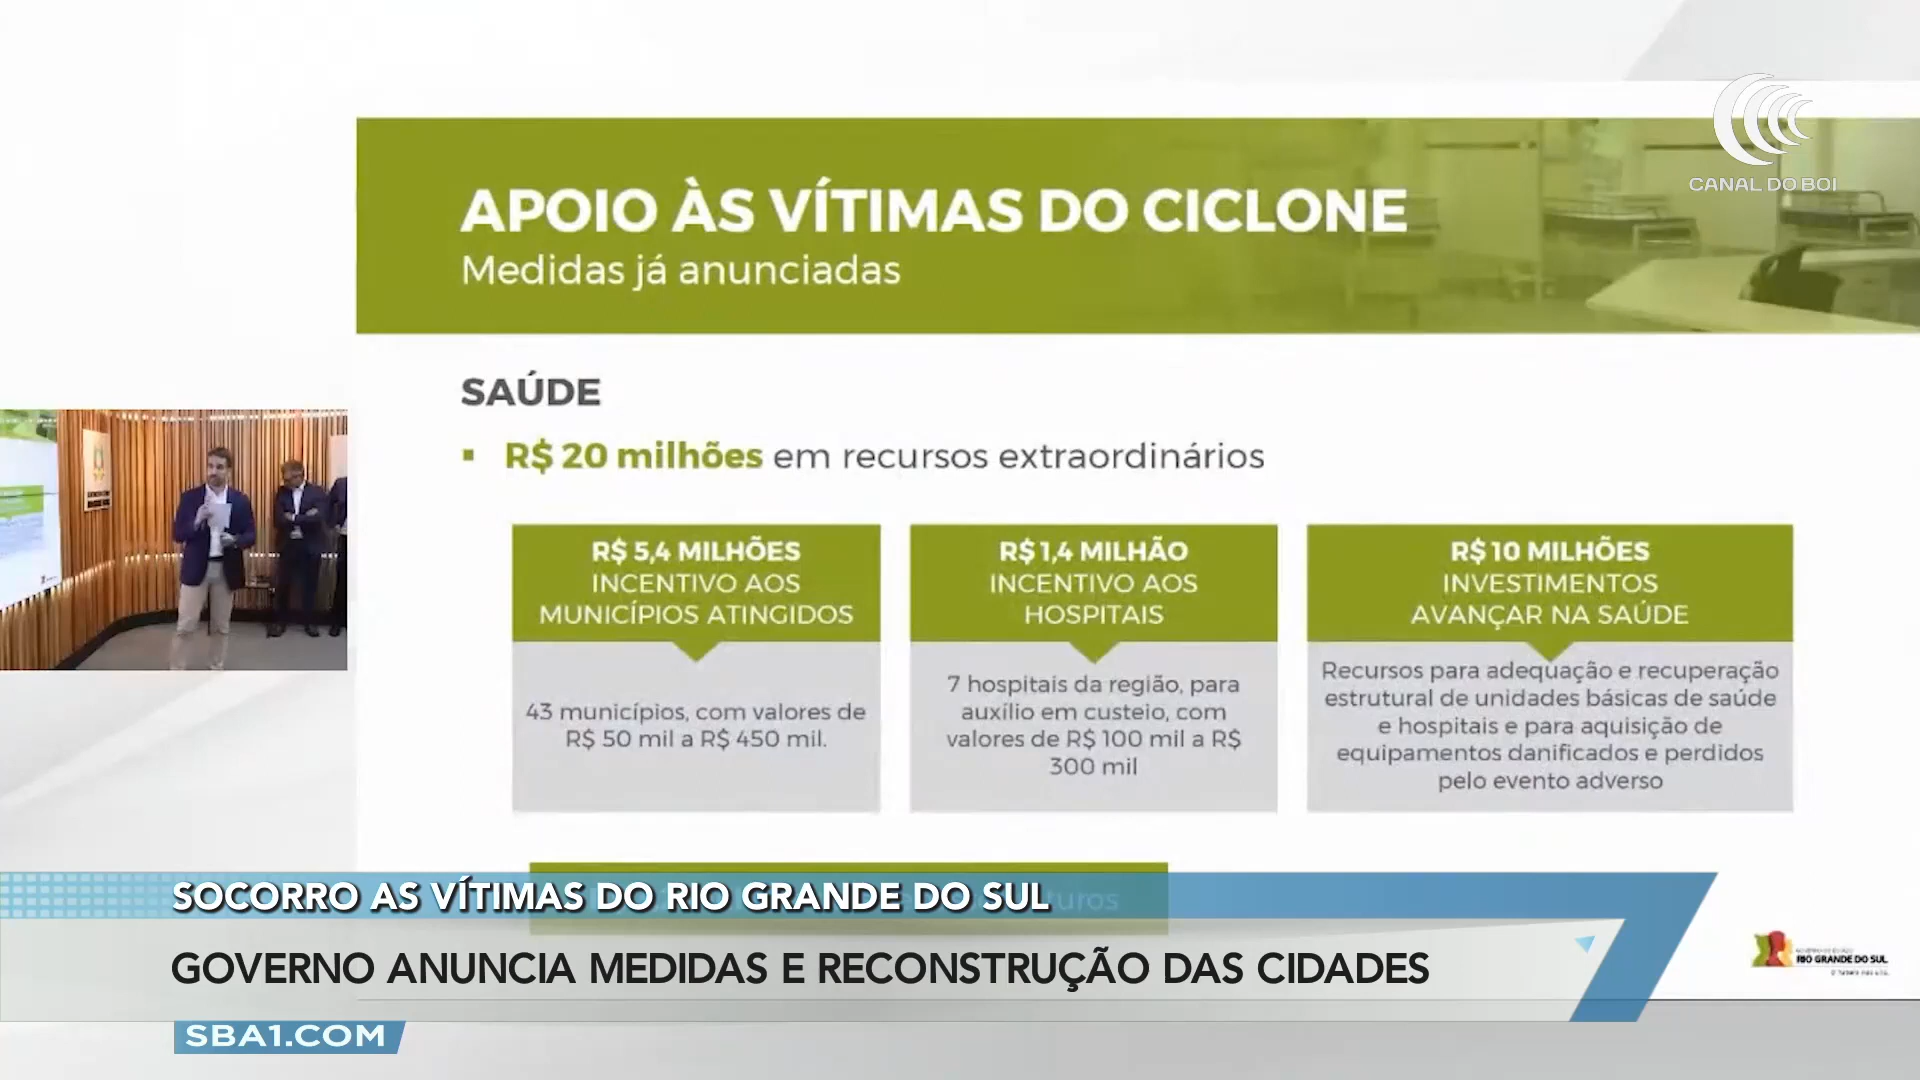 CANAL DO BOI
APOIO ÀS VÍTIMAS DO CICLONE
Medidas já anunciadas
SAÚDE
▪ R$ 20 milhões em recursos extraordinários
R$ 5,4 MILHÕES
INCENTIVO AOS
MUNICÍPIOS ATINGIDOS
43 municípios, com valores de
R$ 50 mil a R$ 450 mil.
R$ 1,4 MILHÃO
INCENTIVO AOS
HOSPITAIS
7 hospitais da região, para
auxílio em custeio, com
valores de R$ 100 mil a R$
300 mil
R$ 10 MILHÕES
INVESTIMENTOS
AVANÇAR NA SAÚDE
Recursos para adequação e recuperação
estrutural de unidades básicas de saúde
e hospitais e para aquisição de
equipamentos danificados e perdidos
pelo evento adverso
SOCORRO AS VÍTIMAS DO RIO GRANDE DO SUL
GOVERNO ANUNCIA MEDIDAS E RECONSTRUÇÃO DAS CIDADES
RIO GRANDE DO SUL
SBA1.COM